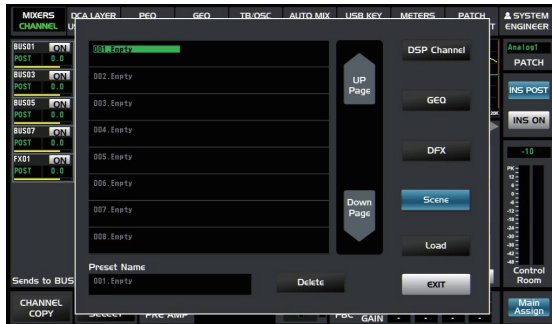 MIXERS DCA LAYER PEQ GEQ TB/OSC AUTO MIX USB KEY METERS PATCH SYSTEM
CHANNEL ENGINEER
BUS01 ON
POST 0.0
BUS03 ON
POST 0.0
BUS05 ON
POST 0.0
BUS07 ON
POST 0.0
FX01 ON
POST 0.0
Sends to BUS
CHANNEL
COPY
001.Empty
002.Empty
003.Empty
004.Empty
005.Empty
006.Empty
007.Empty
008.Empty
Preset Name
001.Empty
Delete
UP
Page
Down
Page
DSP Channel
GEQ
DFX
Scene
Load
EXIT
Analog1
PATCH
INS POST
INS ON
20K
-10
PK
Control
Room
Main
Assign
PRE AMP
GAIN